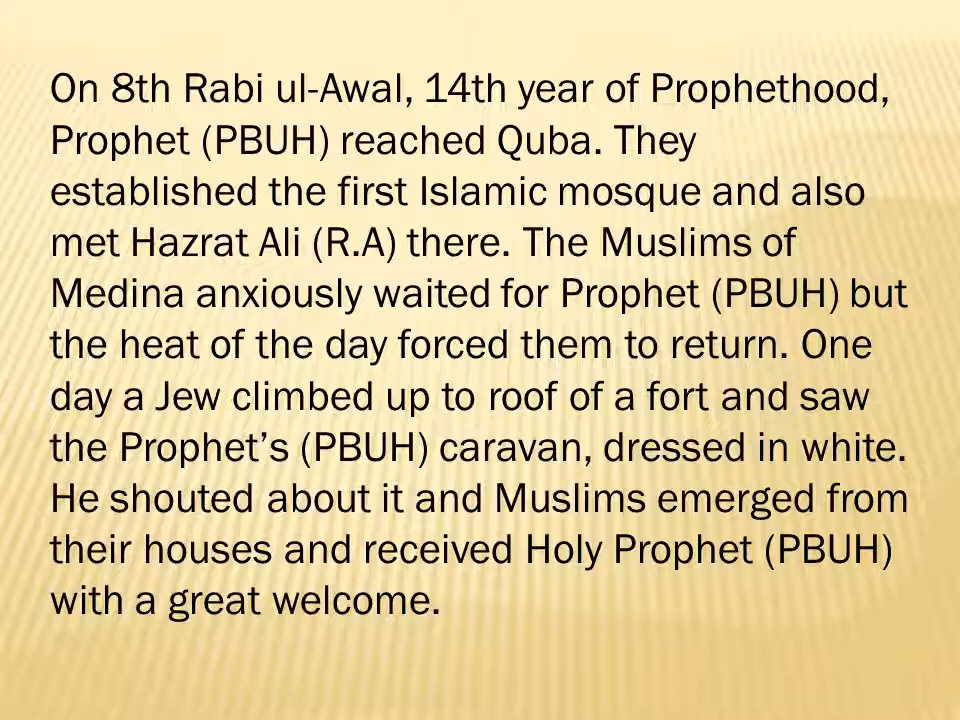 On 8th Rabi ul-Awal, 14th year of Prophethood,
Prophet (PBUH) reached Quba. They
established the first Islamic mosque and also
met Hazrat Ali (R.A) there. The Muslims of
Medina anxiously waited for Prophet (PBUH) but
the heat of the day forced them to return. One
day a Jew climbed up to roof of a fort and saw
the Prophet’s (PBUH) caravan, dressed in white.
He shouted about it and Muslims emerged from
their houses and received Holy Prophet (PBUH)
with a great welcome.